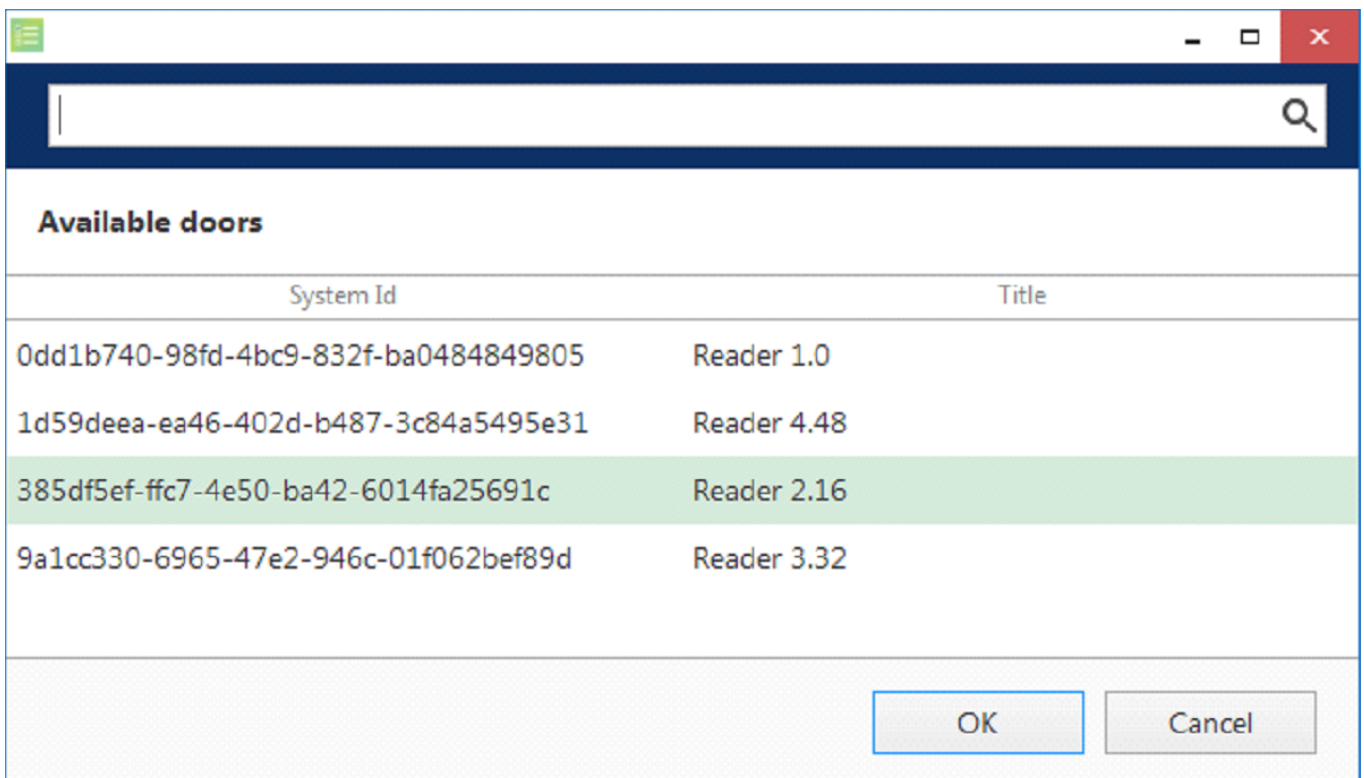 Available doors
System Id Title
0dd1b740-98fd-4bc9-832f-ba0484849805 Reader 1.0
1d59deea-ea46-402d-b487-3c84a5495e31 Reader 4.48
385df5ef-ffc7-4e50-ba42-6014fa25691c Reader 2.16
9a1cc330-6965-47e2-946c-01f062bef89d Reader 3.32
OK Cancel